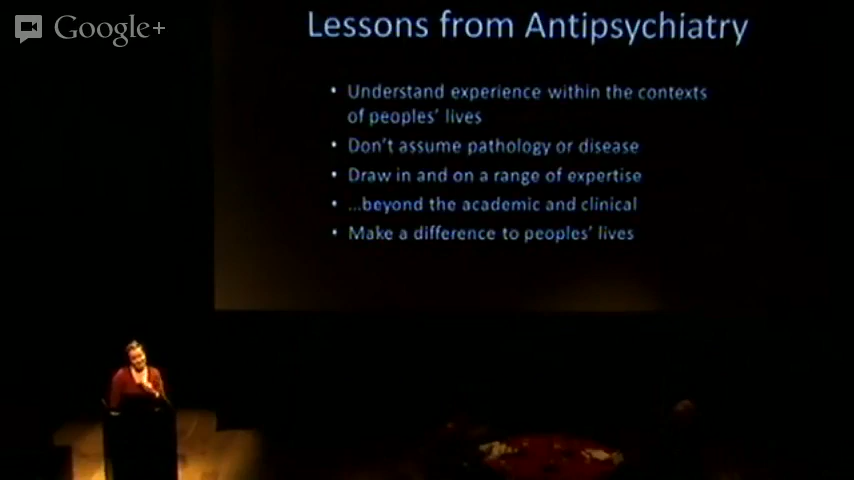 Google+
Lessons from Antipsychiatry
• Understand experience within the contexts
of peoples' lives
• Don't assume pathology or disease
• Draw in and on a range of expertise
• ...beyond the academic and clinical
• Make a difference to peoples' lives